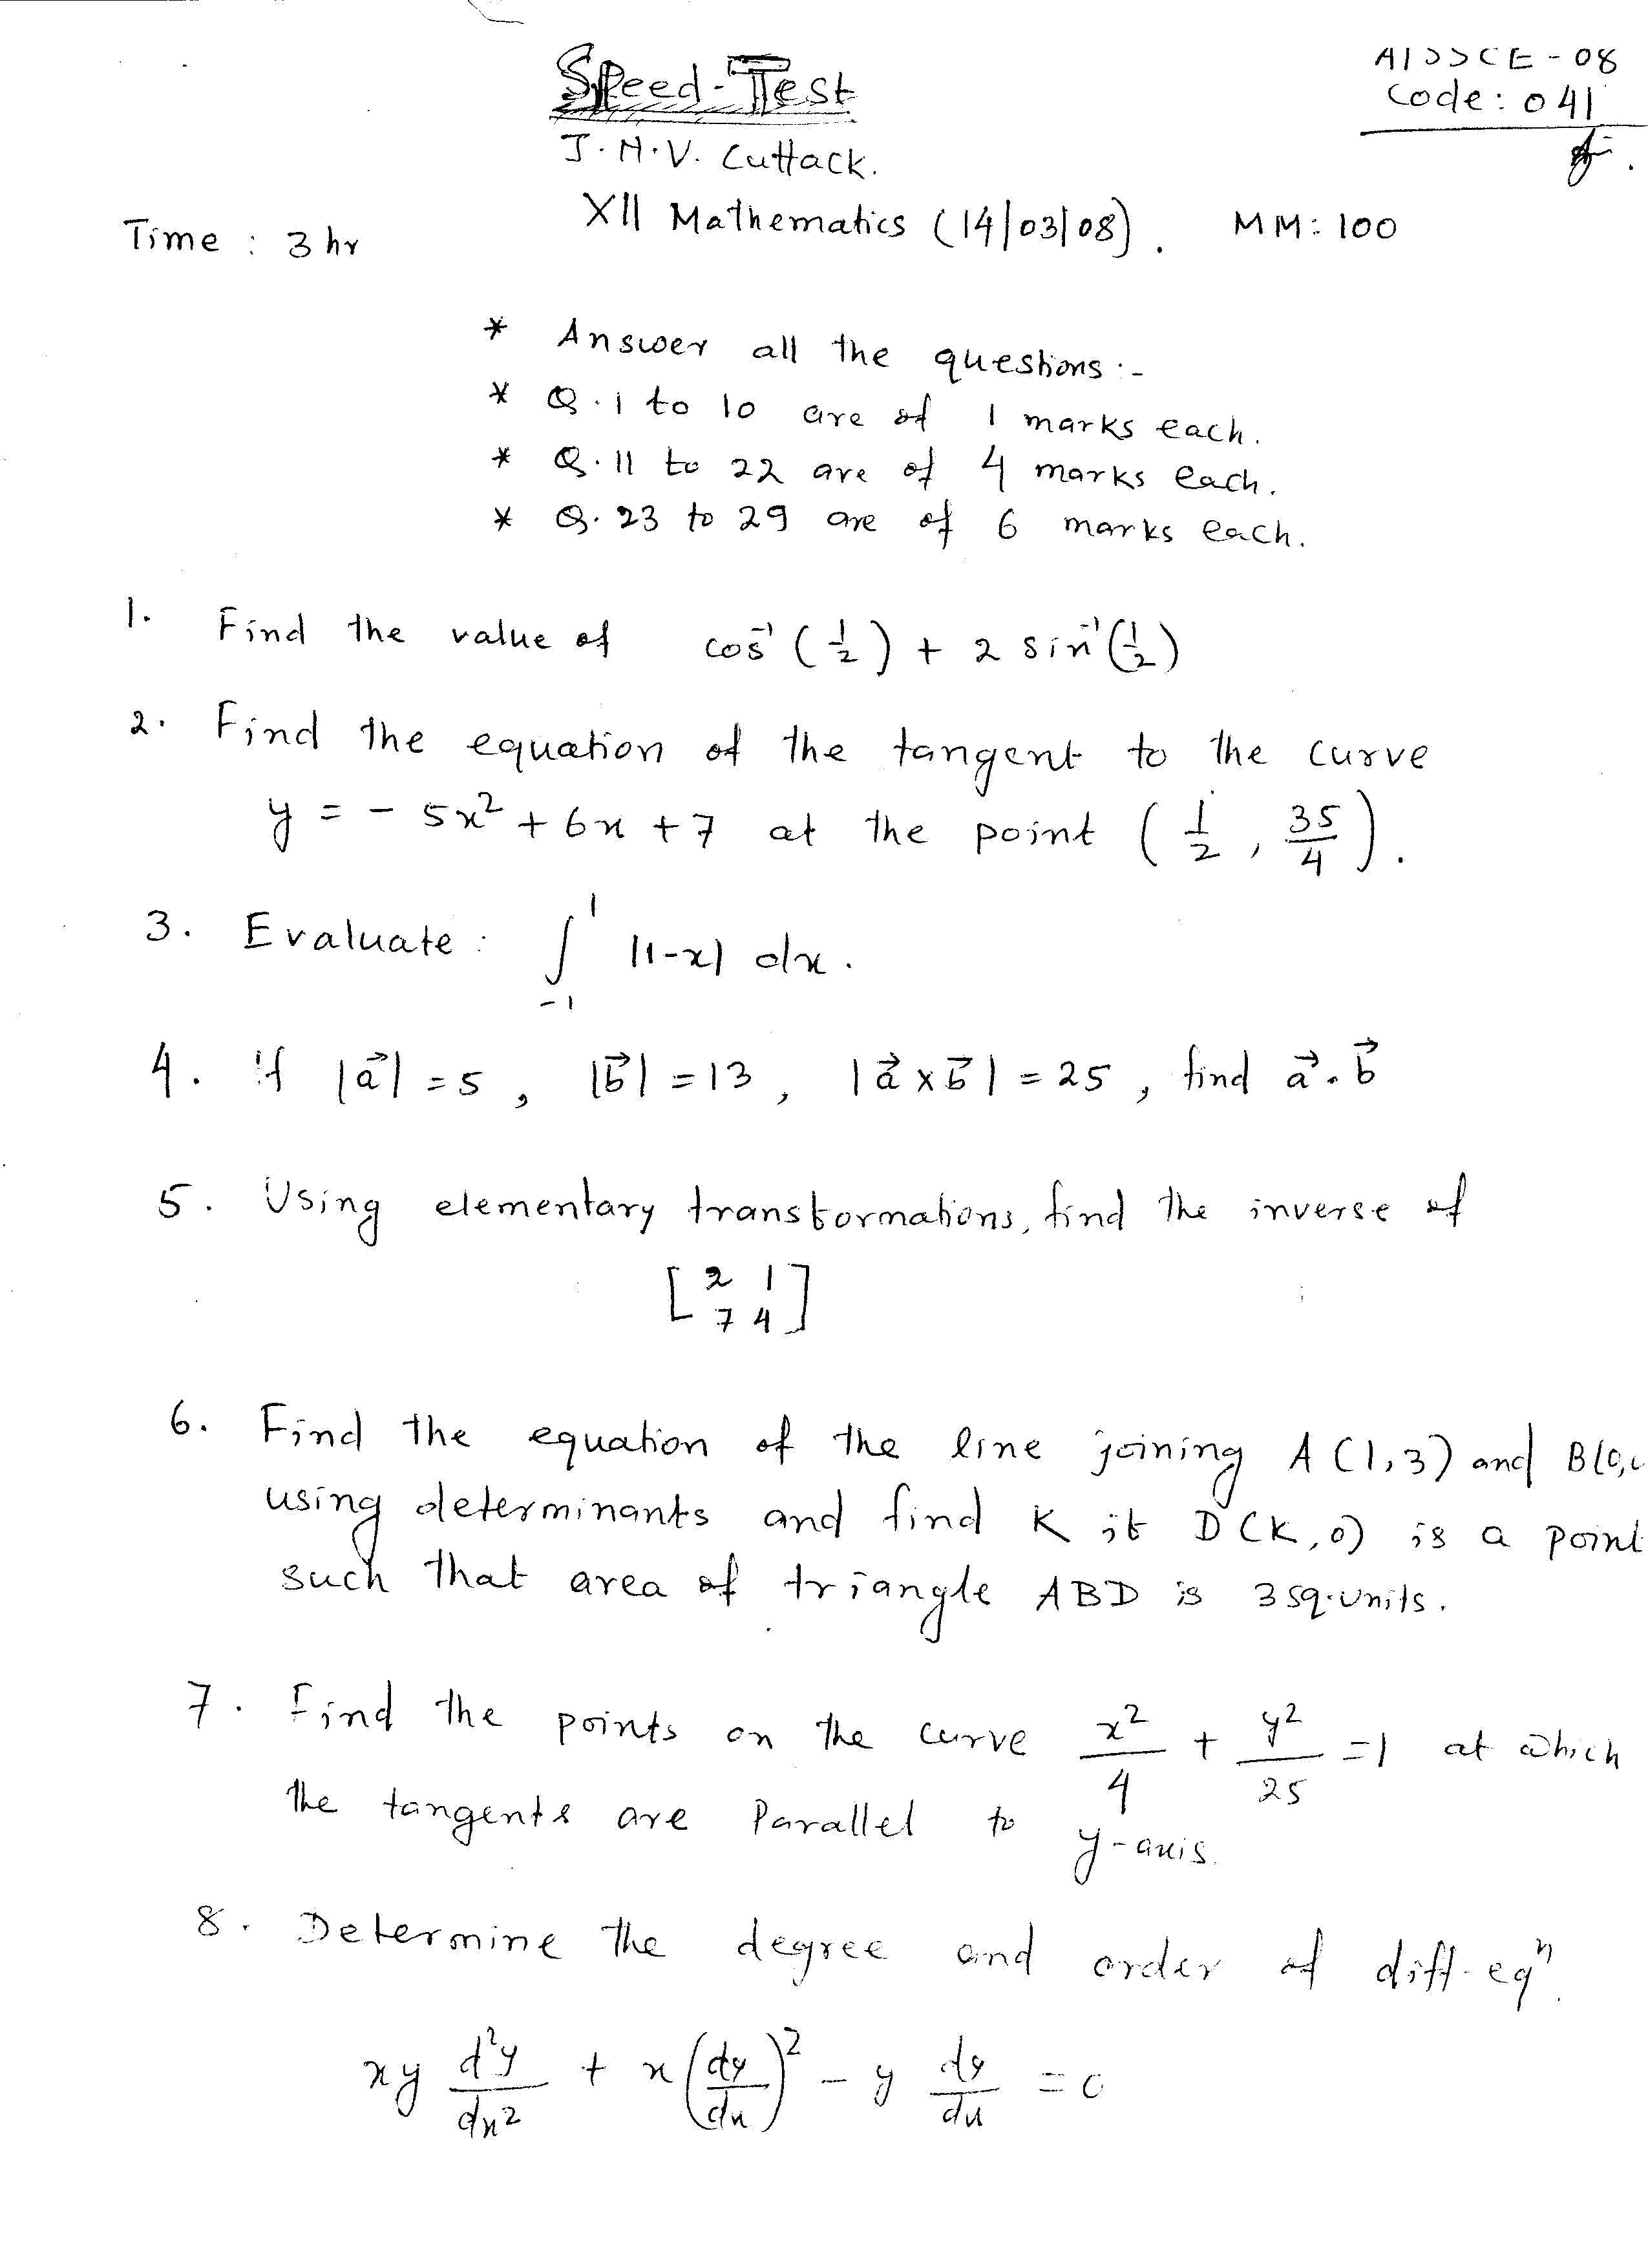 Speed-Test
AISSCE-08
Code: 041
J.N.V. Cuttack.
XII Mathematics (14/03/08).
Time : 3 hr
MM: 100
* Answer all the questions :-
* Q.1 to 10 are of 1 marks each.
* Q.11 to 22 are of 4 marks each.
* Q.23 to 29 are of 6 marks each.
1. Find the value of cos⁻¹(1/2) + 2 sin⁻¹(1/2)
2. Find the equation of the tangent to the curve
y = - 5x² + 6x + 7 at the point (1/2, 35/4).
3. Evaluate: ∫₋₁¹ |1-x| dx.
4. If |a⃗| = 5, |b⃗| = 13, |a⃗ x b⃗| = 25, find a⃗.b⃗
5. Using elementary transformations, find the inverse of
[2 1
7 4]
6. Find the equation of the line joining A (1,3) and B(0,
using determinants and find K if D(K,0) is a point
such that area of triangle ABD is 3 sq.units.
7. Find the points on the curve x²/4 + y²/25 = 1 at which
the tangents are Parallel to y-axis.
8. Determine the degree and order of diff-eqⁿ.
xy d²y/dx² + x(dy/dx)² - y dy/dx = 0